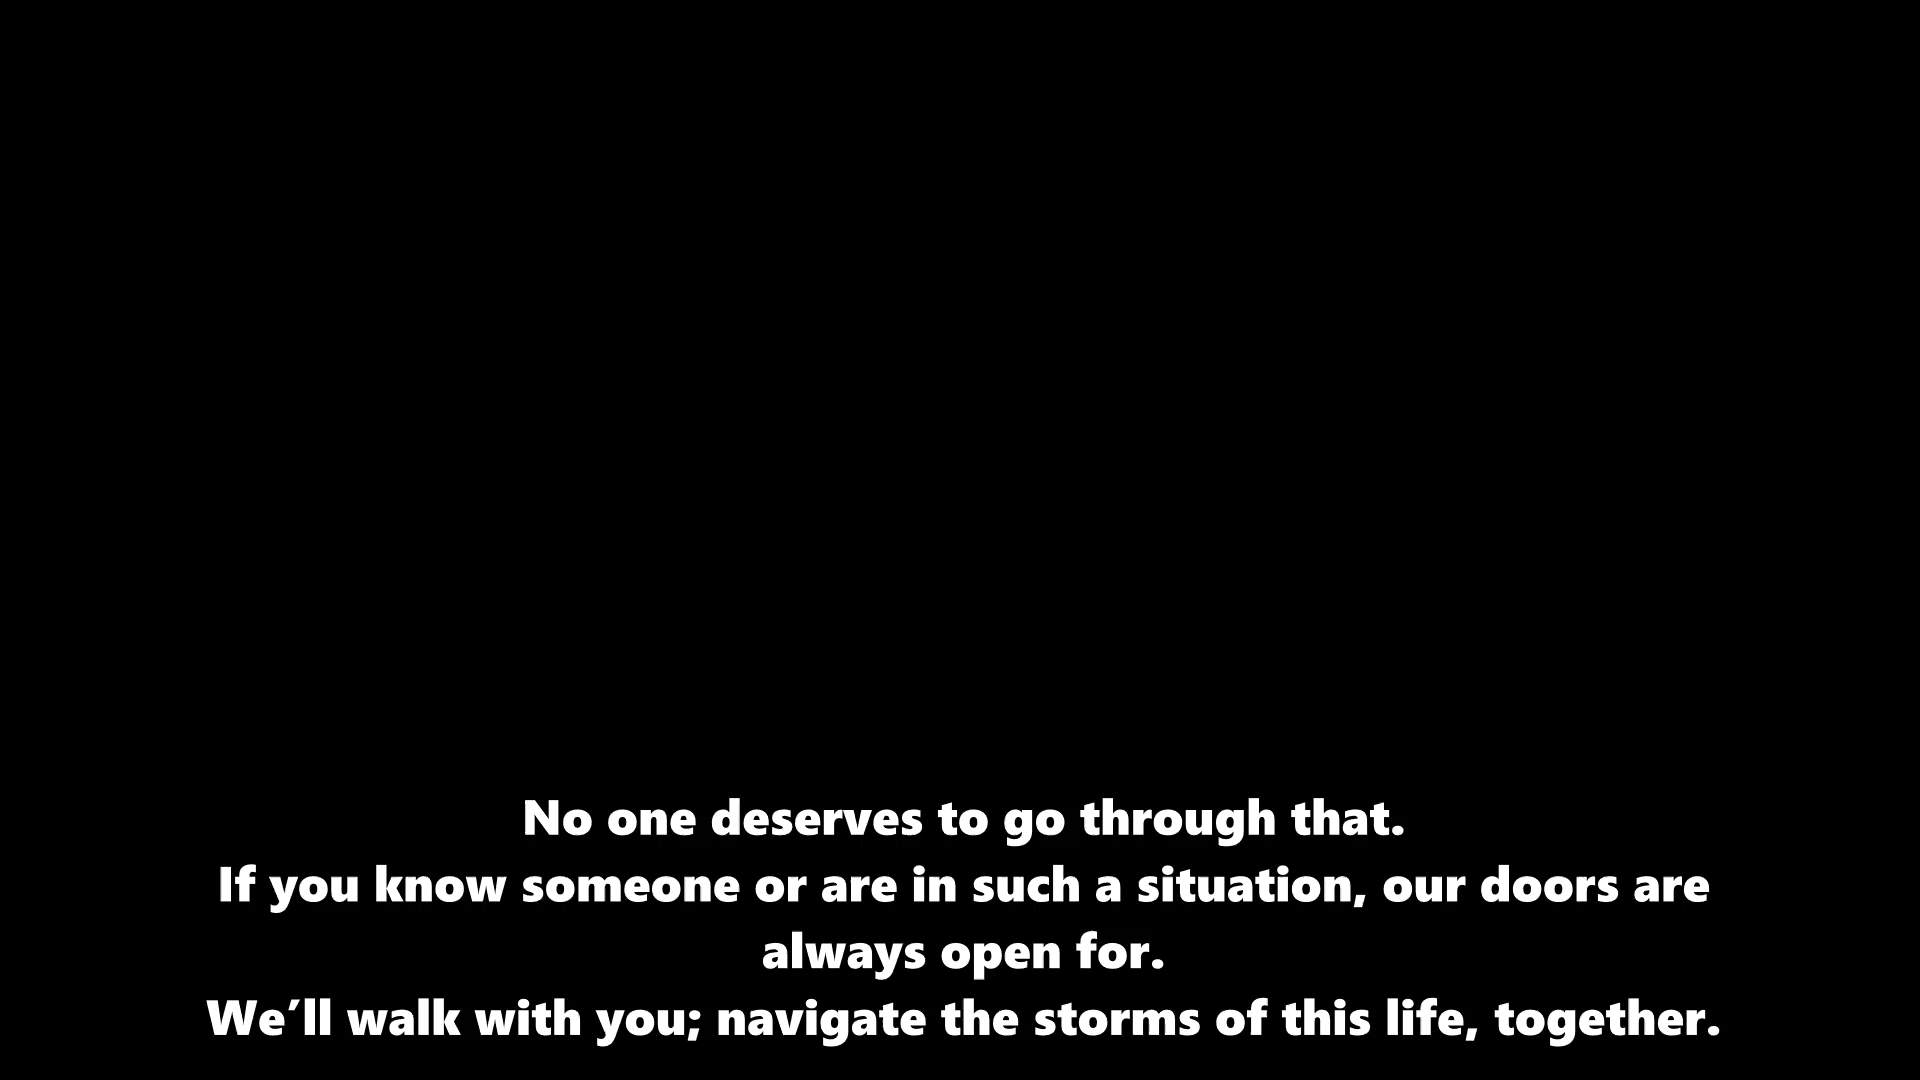 No one deserves to go through that.
If you know someone or are in such a situation, our doors are
always open for.
We’ll walk with you; navigate the storms of this life, together.